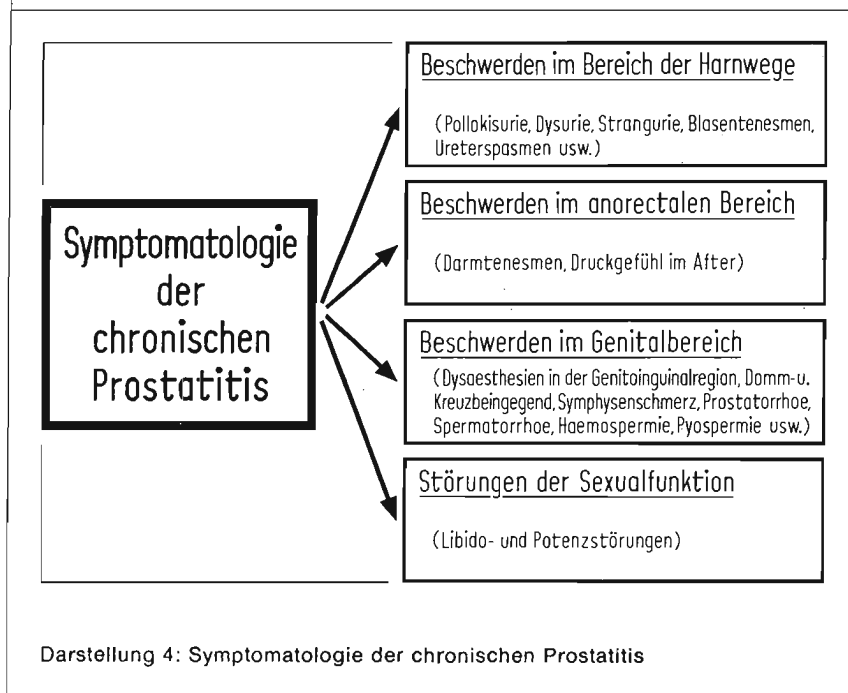 Symptomatologie
der
chronischen
Prostatitis
Beschwerden im Bereich der Harnwege
(Pollokisurie, Dysurie, Strangurie, Blasentenesmen,
Ureterspasmen usw.)
Beschwerden im anorectalen Bereich
(Darmtenesmen, Druckgefühl im After)
Beschwerden im Genitalbereich
(Dysaesthesien in der Genitoinguinalregion, Damm-u.
Kreuzbeingegend, Symphysenschmerz, Prostatorrhoe,
Spermatorrhoe, Haemospermie, Pyospermie usw.)
Störungen der Sexualfunktion
(Libido- und Potenzstörungen)
Darstellung 4: Symptomatologie der chronischen Prostatitis